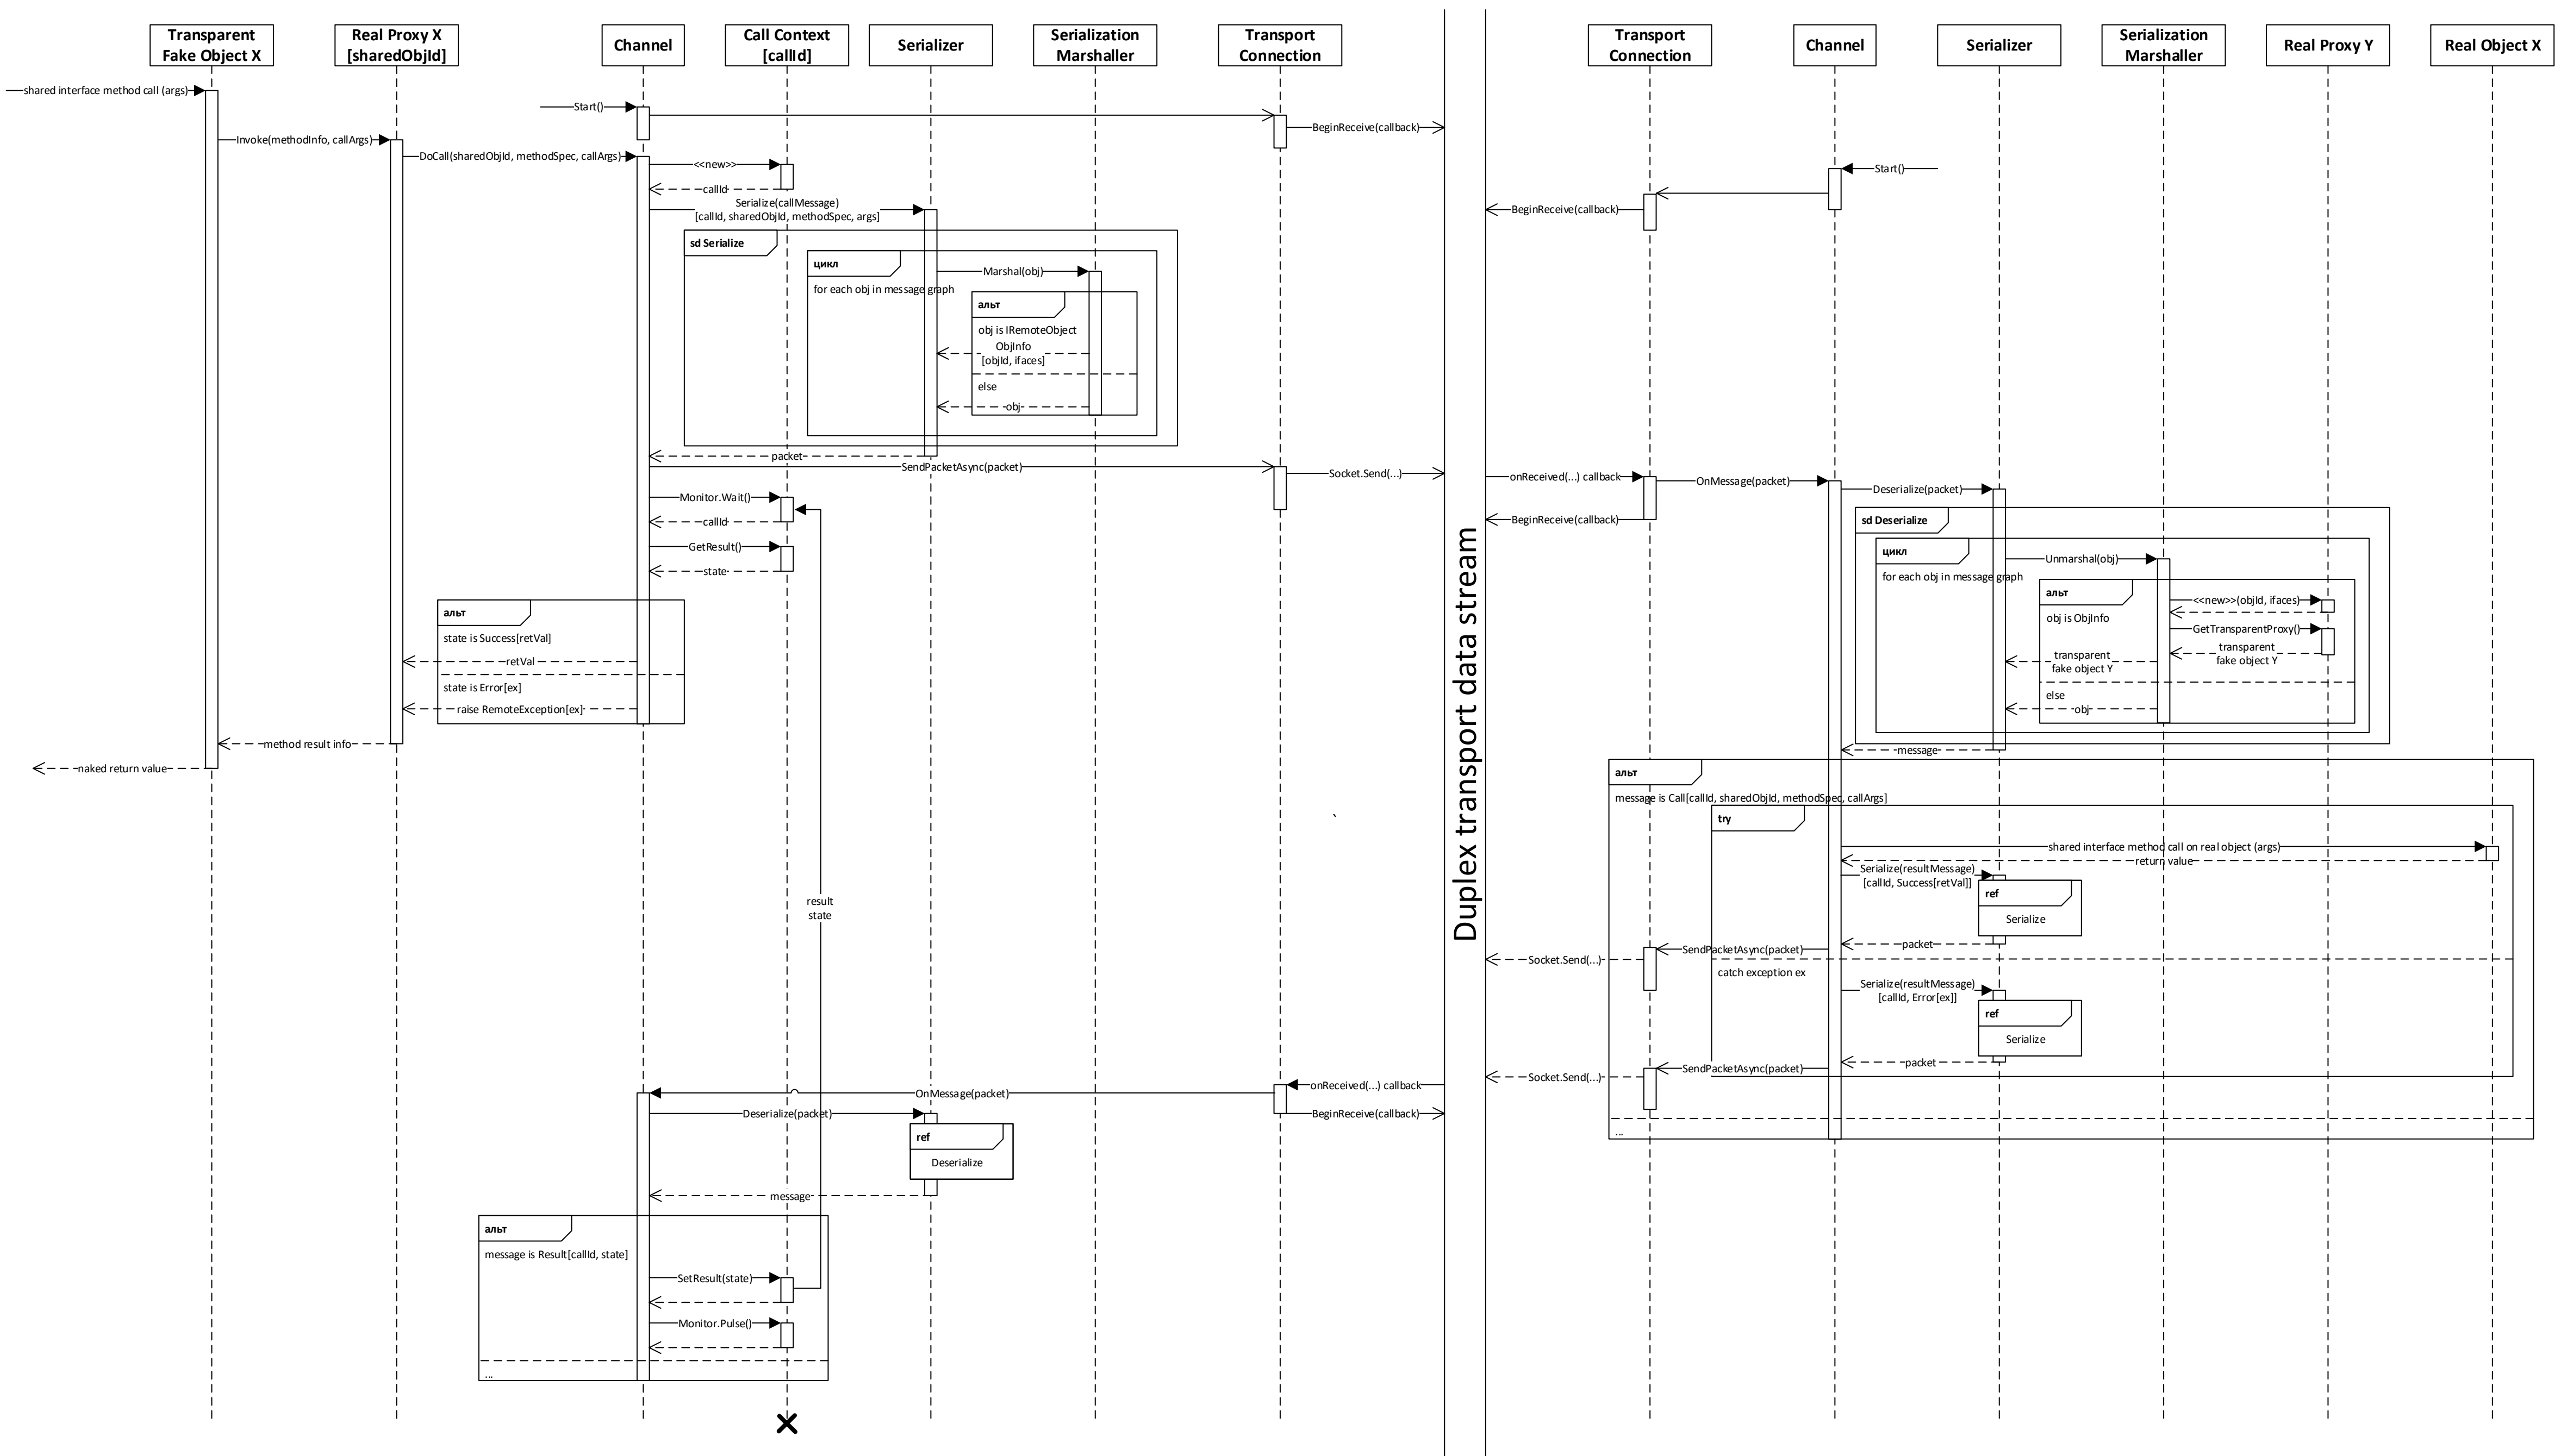 Transparent
Fake Object X
Real Proxy X
[sharedObjId]
Channel
Call Context
[callId]
Serializer
Serialization
Marshaller
Transport
Connection
Transport
Connection
Channel
Serializer
Serialization
Marshaller
Real Proxy Y
Real Object X
shared interface method call (args)
Start()
BeginReceive(callback)
Invoke(methodInfo, callArgs)
DoCall(sharedObjId, methodSpec, callArgs)
<<new>>
callId
Serialize(callMessage)
[callId, sharedObjId, methodSpec, args]
Start()
BeginReceive(callback)
sd Serialize
цикл
for each obj in message graph
Marshal(obj)
альт
obj is IRemoteObject
ObjInfo
[objId, ifaces]
else
obj
packet
SendPacketAsync(packet)
Socket.Send(...)
Monitor.Wait()
callId
GetResult()
state
альт
state is Success[retVal]
retVal
state is Error[ex]
raise RemoteException[ex]
method result info
naked return value
result
state
Duplex transport data stream
onReceived(...) callback
OnMessage(packet)
Deserialize(packet)
BeginReceive(callback)
sd Deserialize
цикл
for each obj in message graph
Unmarshal(obj)
альт
obj is ObjInfo
<<new>>(objId, ifaces)
GetTransparentProxy()
transparent
fake object Y
transparent
fake object Y
else
obj
message
альт
message is Call[callId, sharedObjId, methodSpec, callArgs]
try
shared interface method call on real object (args)
return value
Serialize(resultMessage)
[callId, Success[retVal]]
ref
Serialize
packet
SendPacketAsync(packet)
Socket.Send(...)
catch exception ex
Serialize(resultMessage)
[callId, Error[ex]]
ref
Serialize
packet
SendPacketAsync(packet)
Socket.Send(...)
...
`
onReceived(...) callback
OnMessage(packet)
BeginReceive(callback)
Deserialize(packet)
ref
Deserialize
message
альт
message is Result[callId, state]
SetResult(state)
Monitor.Pulse()
...